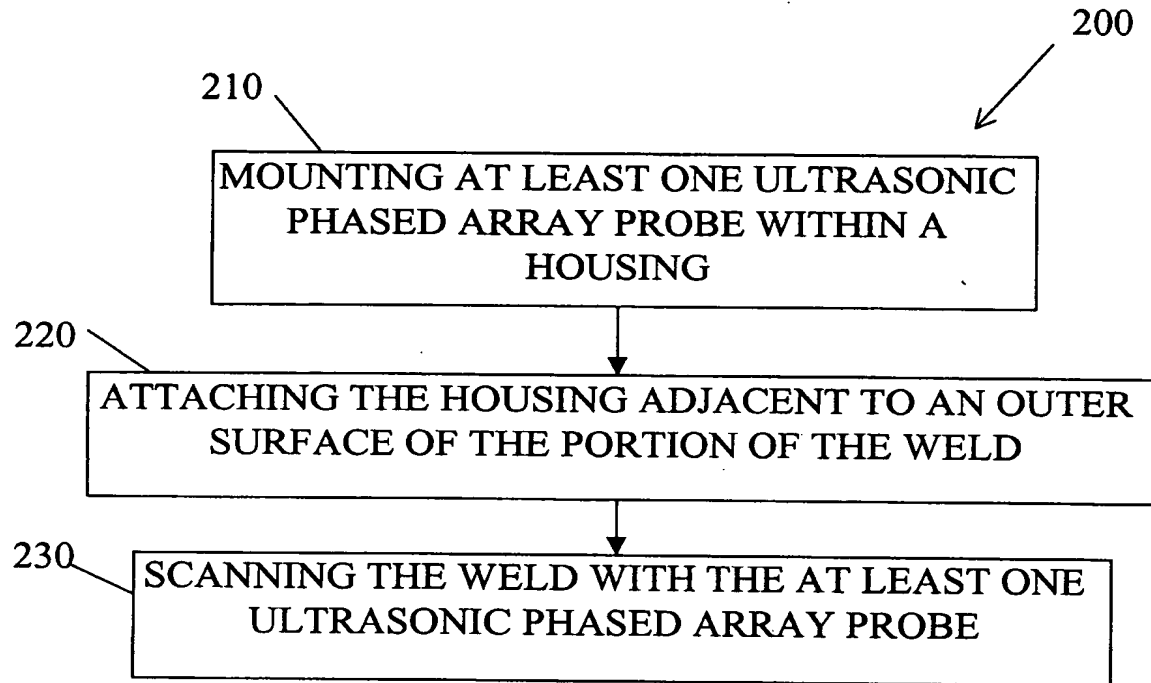 200
210
MOUNTING AT LEAST ONE ULTRASONIC
PHASED ARRAY PROBE WITHIN A
HOUSING
220
ATTACHING THE HOUSING ADJACENT TO AN OUTER
SURFACE OF THE PORTION OF THE WELD
230
SCANNING THE WELD WITH THE AT LEAST ONE
ULTRASONIC PHASED ARRAY PROBE